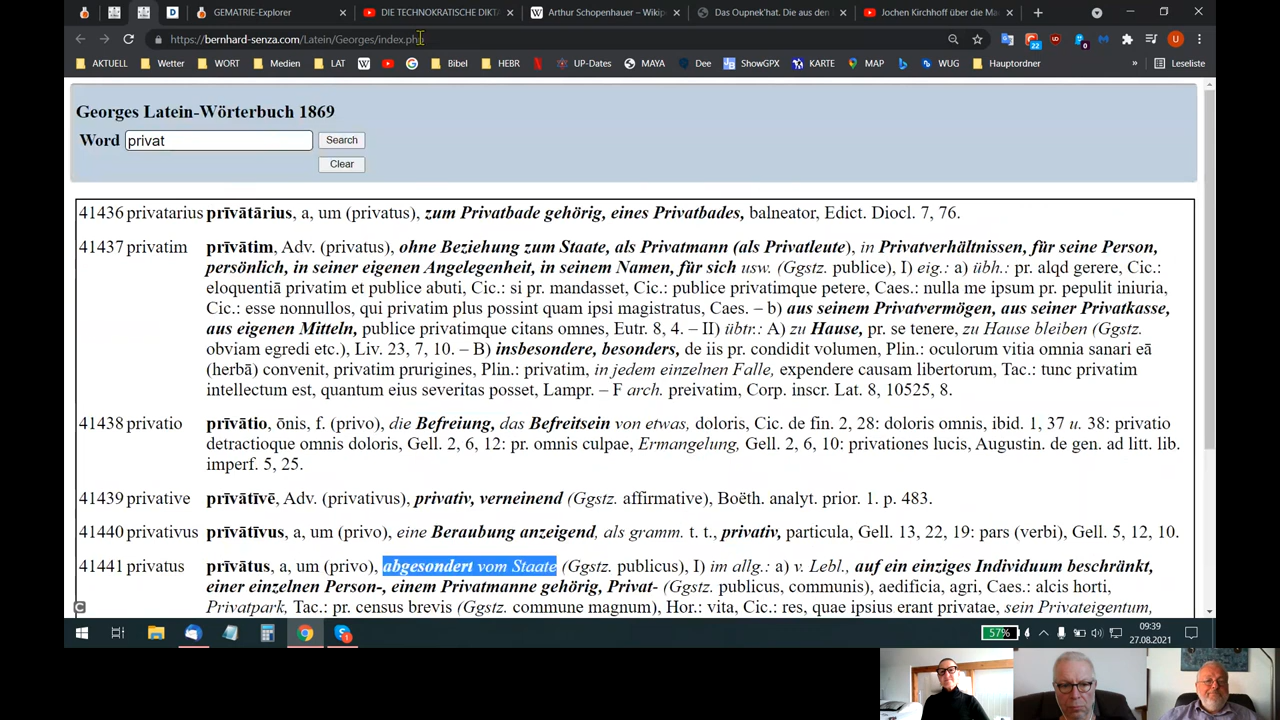 GEMATRIE-Explorer
DIE TECHNOKRATISCHE DIKT
Arthur Schopenhauer – Wikip
Das Oupnek'hat. Die aus den
Jochen Kirchhoff über die Ma
https://bernhard-senza.com/Latein/Georges/index.ph
AKTUELL Wetter WORT Medien LAT Bibel HEBR UP-Dates MAYA Dee ShowGPX KARTE MAP WUG Hauptordner » Leseliste
Georges Latein-Wörterbuch 1869
Word privat Search
Clear
41436 privatarius prīvātārius, a, um (privatus), zum Privatbade gehörig, eines Privatbades, balneator, Edict. Diocl. 7, 76.
41437 privatim prīvātim, Adv. (privatus), ohne Beziehung zum Staate, als Privatmann (als Privatleute), in Privatverhältnissen, für seine Person,
persönlich, in seiner eigenen Angelegenheit, in seinem Namen, für sich usw. (Ggstz. publice), I) eig.: a) übh.: pr. alqd gerere, Cic.:
eloquentiā privatim et publice abuti, Cic.: si pr. mandasset, Cic.: publice privatimque petere, Caes.: nulla me ipsum pr. pepulit iniuria,
Cic.: esse nonnullos, qui privatim plus possint quam ipsi magistratus, Caes. – b) aus seinem Privatvermögen, aus seiner Privatkasse,
aus eigenen Mitteln, publice privatimque citans omnes, Eutr. 8, 4. – II) übtr.: A) zu Hause, pr. se tenere, zu Hause bleiben (Ggstz.
obviam egredi etc.), Liv. 23, 7, 10. – B) insbesondere, besonders, de iis pr. condidit volumen, Plin.: oculorum vitia omnia sanari eā
(herbā) convenit, privatim prurigines, Plin.: privatim, in jedem einzelnen Falle, expendere causam libertorum, Tac.: tunc privatim
intellectum est, quantum eius severitas posset, Lampr. – F arch. preivatim, Corp. inscr. Lat. 8, 10525, 8.
41438 privatio prīvātio, ōnis, f. (privo), die Befreiung, das Befreitsein von etwas, doloris, Cic. de fin. 2, 28: doloris omnis, ibid. 1, 37 u. 38: privatio
detractioque omnis doloris, Gell. 2, 6, 12: pr. omnis culpae, Ermangelung, Gell. 2, 6, 10: privationes lucis, Augustin. de gen. ad litt. lib.
imperf. 5, 25.
41439 privative prīvātīvē, Adv. (privativus), privativ, verneinend (Ggstz. affirmative), Boëth. analyt. prior. 1. p. 483.
41440 privativus prīvātīvus, a, um (privo), eine Beraubung anzeigend, als gramm. t. t., privativ, particula, Gell. 13, 22, 19: pars (verbi), Gell. 5, 12, 10.
41441 privatus prīvātus, a, um (privo), abgesondert vom Staate (Ggstz. publicus), I) im allg.: a) v. Lebl., auf ein einziges Individuum beschränkt,
einer einzelnen Person-, einem Privatmanne gehörig, Privat- (Ggstz. publicus, communis), aedificia, agri, Caes.: alcis horti,
Privatpark, Tac.: pr. census brevis (Ggstz. commune magnum), Hor.: vita, Cic.: res, quae ipsius erant privatae, sein Privateigentum,
57% 09:39
27.08.2021